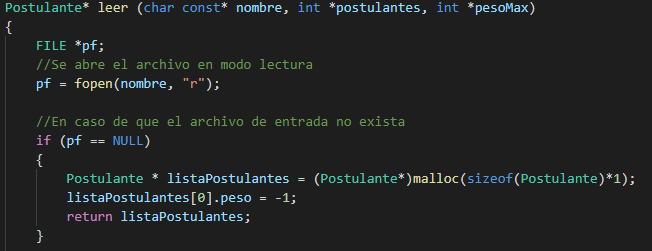 Postulante* leer (char const* nombre, int *postulantes, int *pesoMax)
{
    FILE *pf;
    //Se abre el archivo en modo lectura
    pf = fopen(nombre, "r");

    //En caso de que el archivo de entrada no exista
    if (pf == NULL)
    {
        Postulante * listaPostulantes = (Postulante*)malloc(sizeof(Postulante)*1);
        listaPostulantes[0].peso = -1;
        return listaPostulantes;
    }